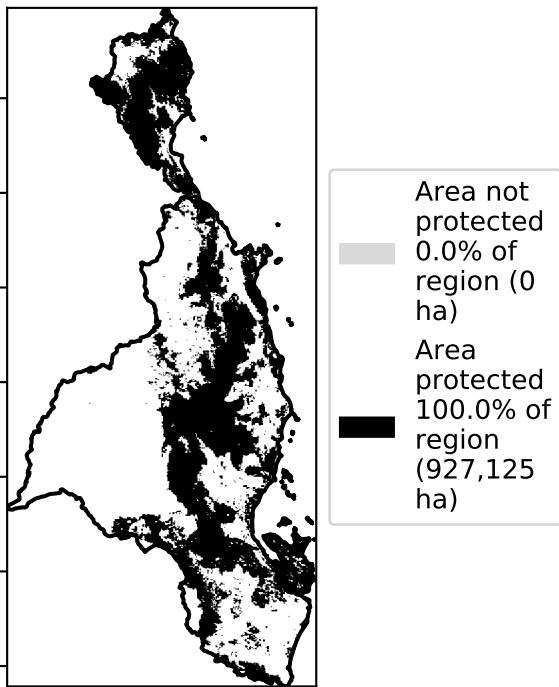 Area not
protected
0.0% of
region (0
ha)
Area
protected
100.0% of
region
(927,125
ha)